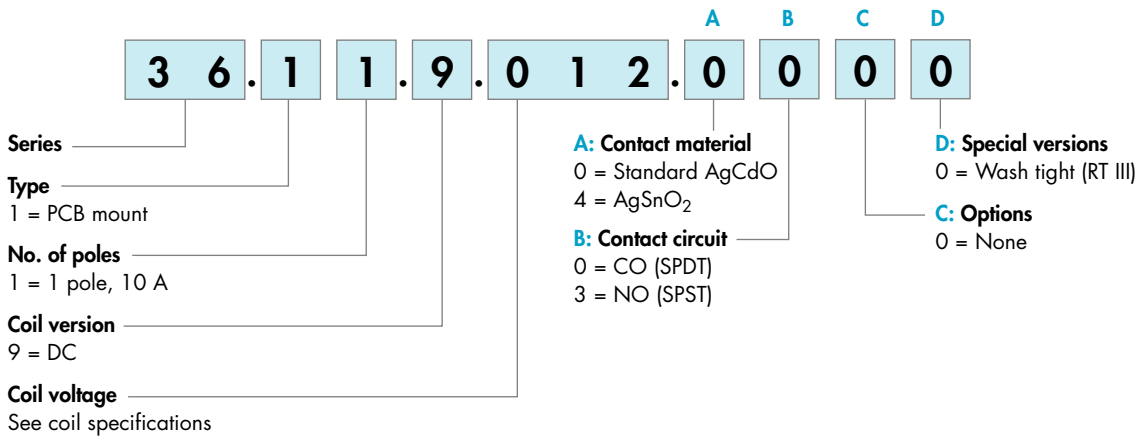 A B C D
3 6 . 1 1 . 9 . 0 1 2 . 0 0 0 0
Series
Type
1 = PCB mount
No. of poles
1 = 1 pole, 10 A
Coil version
9 = DC
Coil voltage
See coil specifications
A: Contact material
0 = Standard AgCdO
4 = AgSnO2
B: Contact circuit
0 = CO (SPDT)
3 = NO (SPST)
D: Special versions
0 = Wash tight (RT III)
C: Options
0 = None